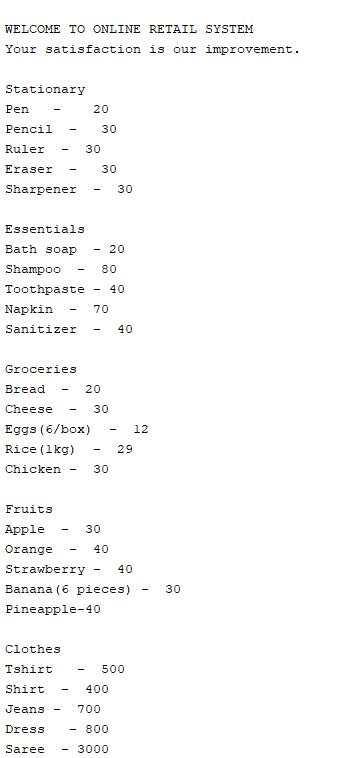 WELCOME TO ONLINE RETAIL SYSTEM
Your satisfaction is our improvement.
Stationary
Pen   -    20
Pencil  -   30
Ruler  -  30
Eraser  -   30
Sharpener  -  30
Essentials
Bath soap  - 20
Shampoo  -  80
Toothpaste - 40
Napkin  -  70
Sanitizer  -  40
Groceries
Bread  -  20
Cheese  -  30
Eggs(6/box)  -  12
Rice(1kg)  -  29
Chicken -  30
Fruits
Apple  -  30
Orange  -  40
Strawberry -  40
Banana(6 pieces) -  30
Pineapple-40
Clothes
Tshirt   -  500
Shirt  -  400
Jeans -  700
Dress   - 800
Saree  - 3000